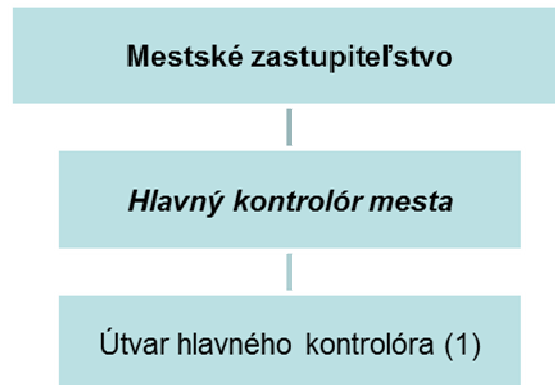 Mestské zastupiteľstvo
Hlavný kontrolór mesta
Útvar hlavného kontrolóra (1)